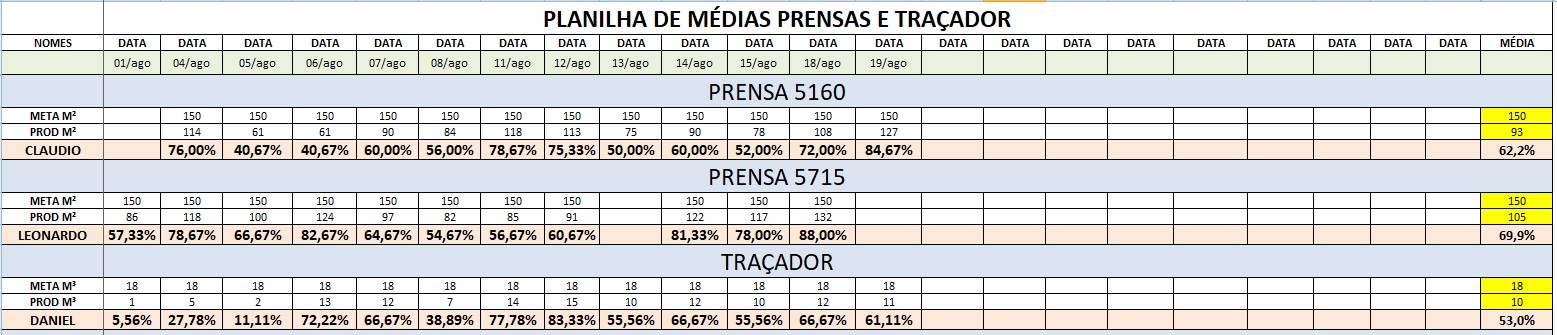 PLANILHA DE MÉDIAS PRENSAS E TRAÇADOR
NOMES DATA DATA DATA DATA DATA DATA DATA DATA DATA DATA DATA DATA DATA DATA DATA DATA DATA DATA DATA DATA DATA DATA DATA MÉDIA
01/ago 04/ago 05/ago 06/ago 07/ago 08/ago 11/ago 12/ago 13/ago 14/ago 15/ago 18/ago 19/ago
PRENSA 5160
META M² 150 150 150 150 150 150 150 150 150 150 150 150 150
PROD M² 114 61 61 90 84 118 113 75 90 78 108 127 93
CLAUDIO 76,00% 40,67% 40,67% 60,00% 56,00% 78,67% 75,33% 50,00% 60,00% 52,00% 72,00% 84,67% 62,2%
PRENSA 5715
META M² 150 150 150 150 150 150 150 150 150 150 150 150
PROD M² 86 118 100 124 97 82 85 91 122 117 132 105
LEONARDO 57,33% 78,67% 66,67% 82,67% 64,67% 54,67% 56,67% 60,67% 81,33% 78,00% 88,00% 69,9%
TRAÇADOR
META M³ 18 18 18 18 18 18 18 18 18 18 18 18 18 18
PROD M³ 1 5 2 13 12 7 14 15 10 12 10 12 11 10
DANIEL 5,56% 27,78% 11,11% 72,22% 66,67% 38,89% 77,78% 83,33% 55,56% 66,67% 55,56% 66,67% 61,11% 53,0%